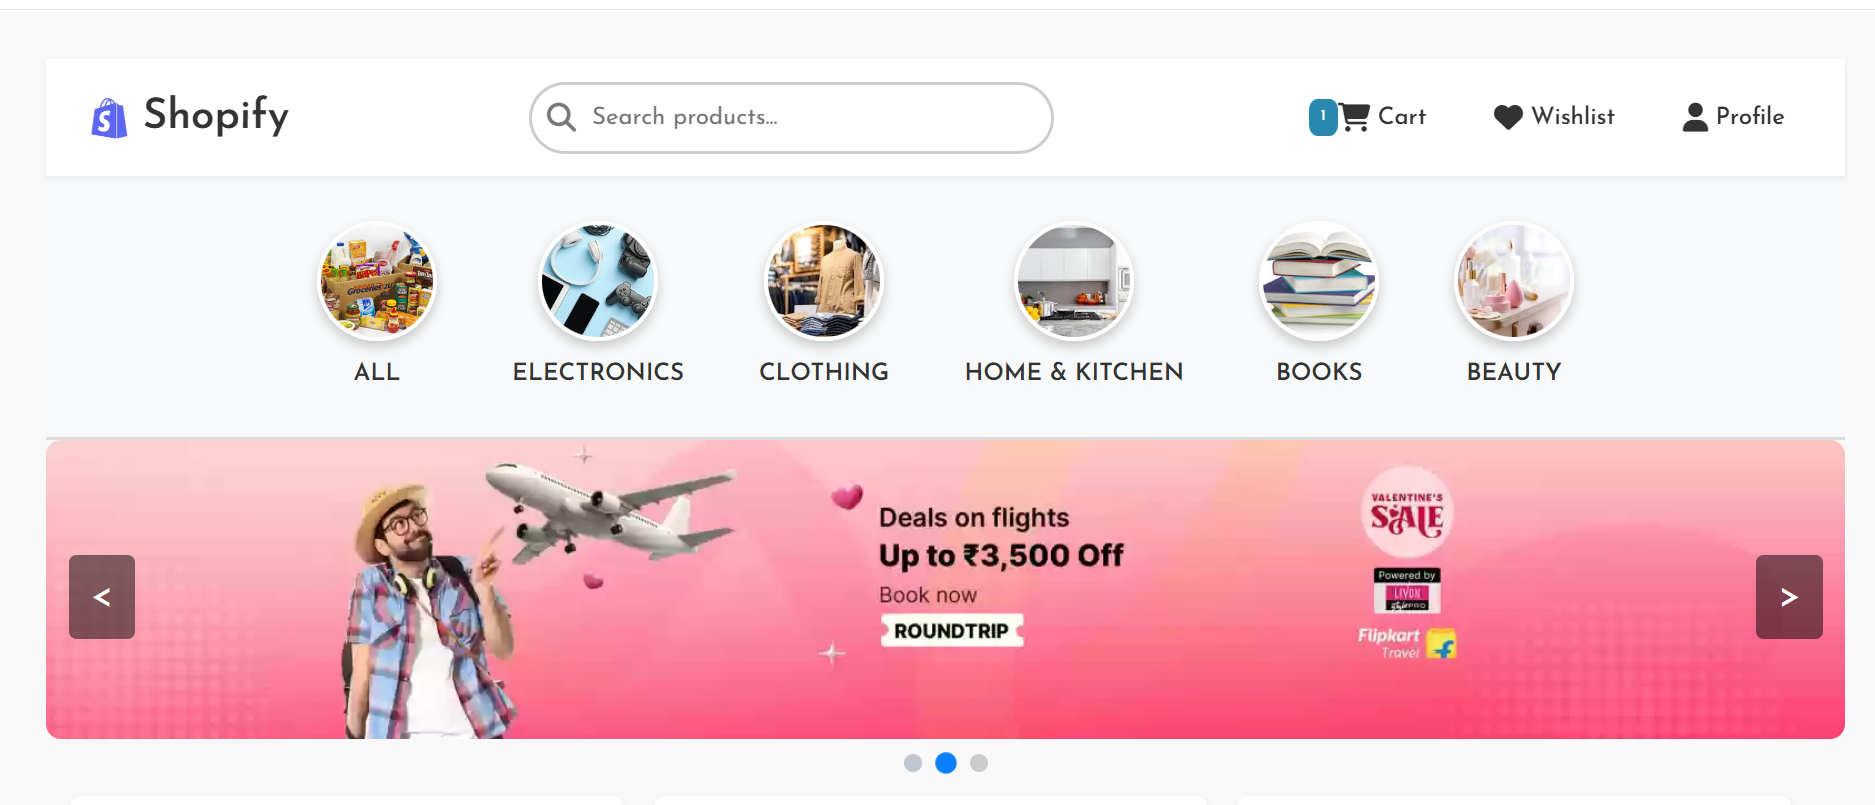 Shopify
Search products...
1 Cart
Wishlist
Profile
ALL
ELECTRONICS
CLOTHING
HOME & KITCHEN
BOOKS
BEAUTY
Deals on flights
Up to ₹3,500 Off
Book now
ROUNDTRIP
VALENTINE'S
SALE
Powered by
LIVON
Flipkart
Travel
<
>